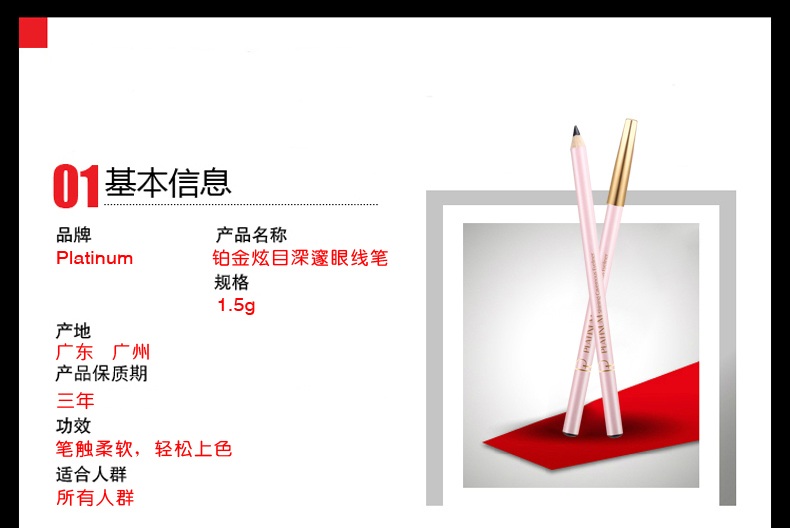 01 基本信息
品牌 产品名称
Platinum 铂金炫目深邃眼线笔
规格
1.5g
产地
广东 广州
产品保质期
三年
功效
笔触柔软，轻松上色
适合人群
所有人群
PLATINUM
PLATINUM